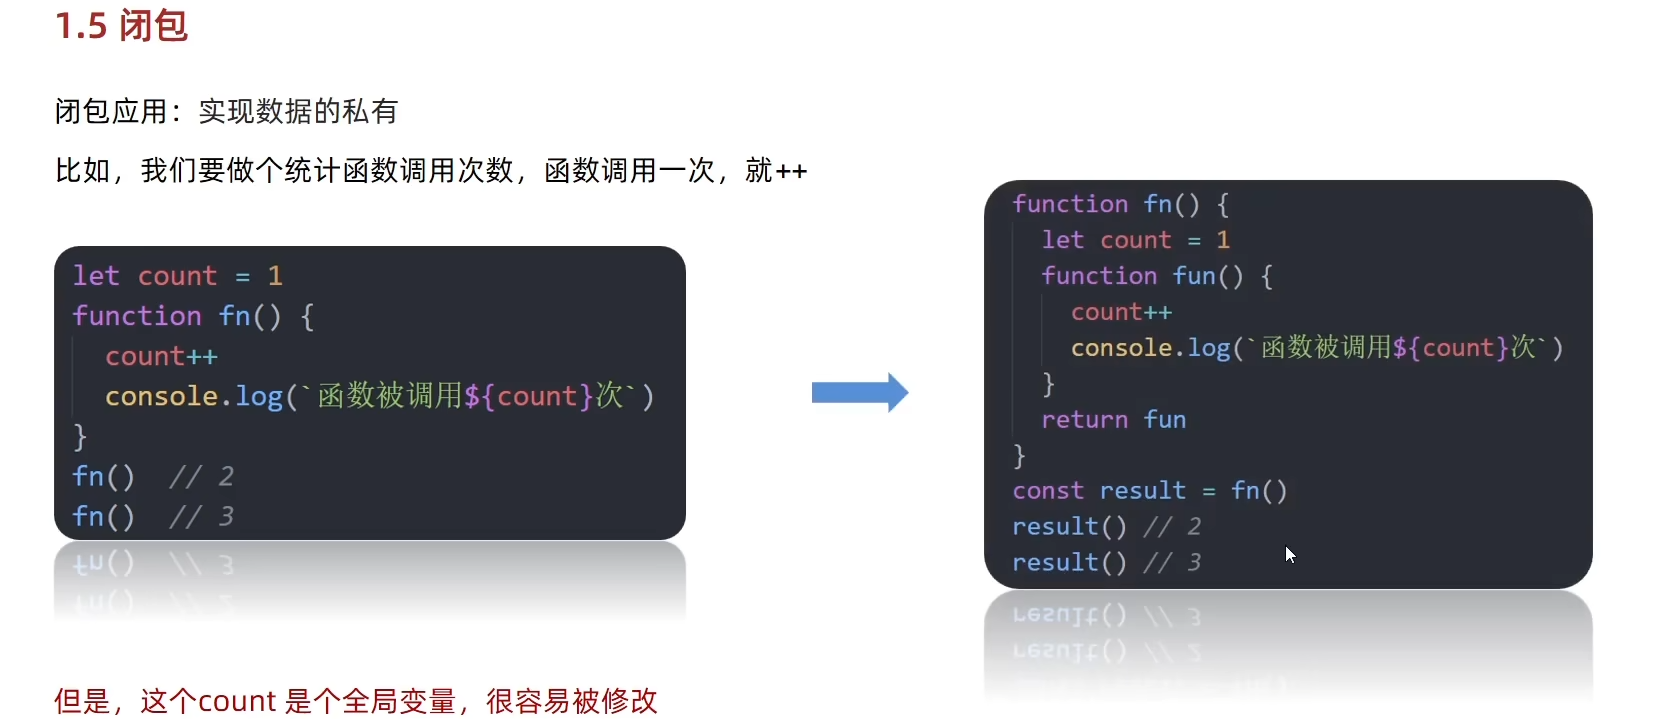 1.5 闭包
闭包应用：实现数据的私有
比如，我们要做个统计函数调用次数，函数调用一次，就++
let count = 1
function fn() {
  count++
  console.log(`函数被调用${count}次`)
}
fn()  // 2
fn()  // 3
但是，这个count 是个全局变量，很容易被修改
function fn() {
  let count = 1
  function fun() {
    count++
    console.log(`函数被调用${count}次`)
  }
  return fun
}
const result = fn()
result() // 2
result() // 3